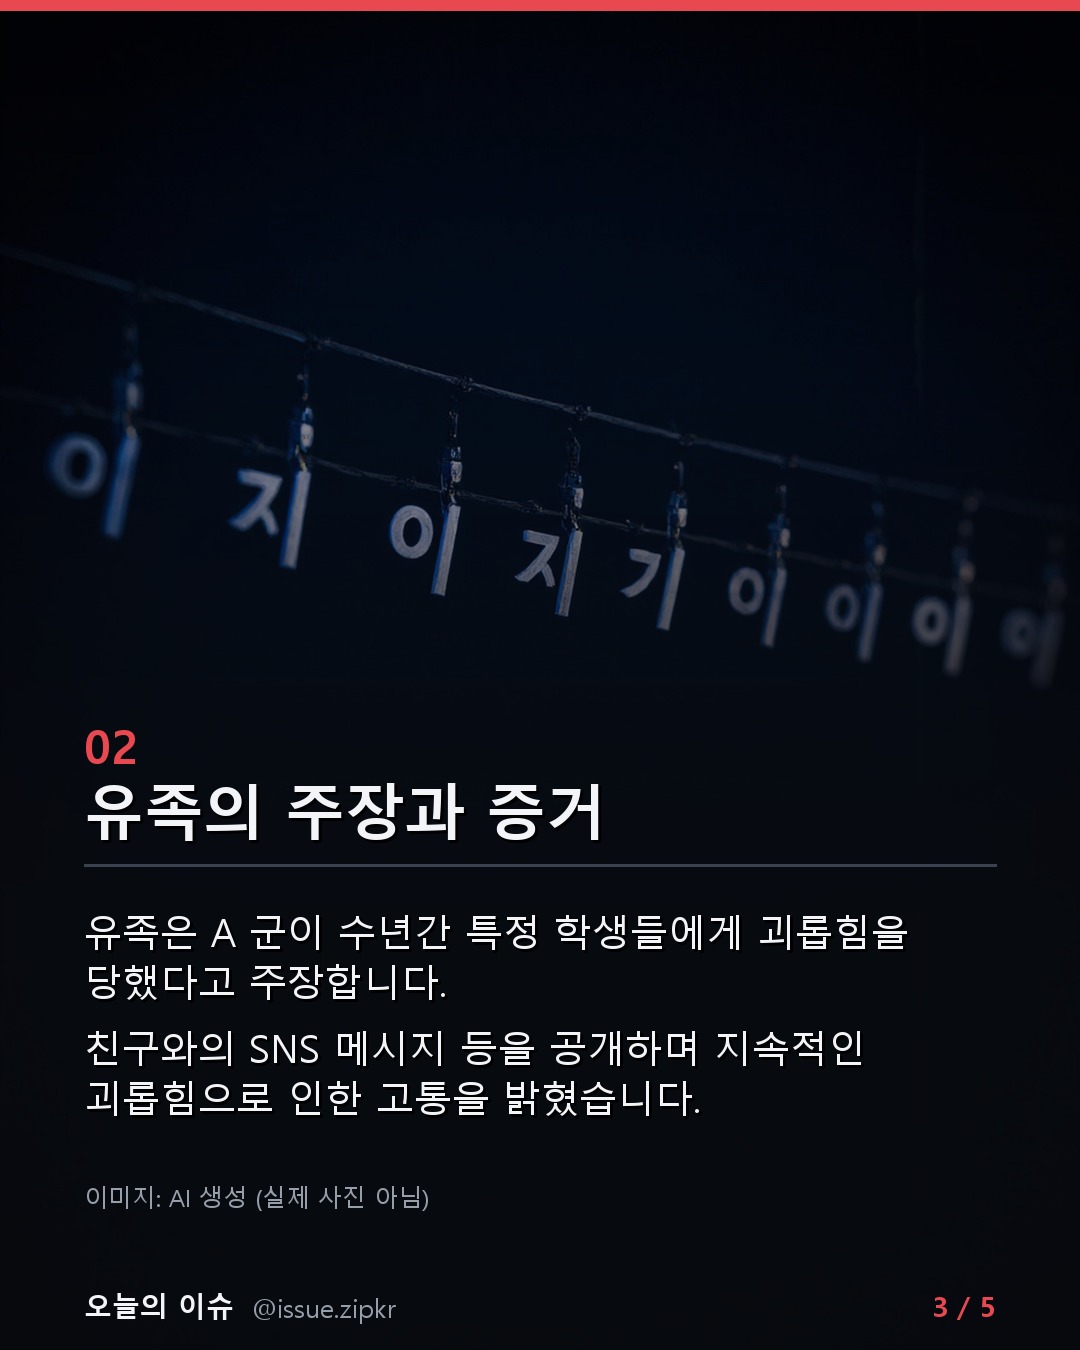 이 지 이 지 기 이 이 이 이
02
유족의 주장과 증거
유족은 A 군이 수년간 특정 학생들에게 괴롭힘을
당했다고 주장합니다.
친구와의 SNS 메시지 등을 공개하며 지속적인
괴롭힘으로 인한 고통을 밝혔습니다.
이미지: AI 생성 (실제 사진 아님)
오늘의 이슈 @issue.zipkr
3 / 5